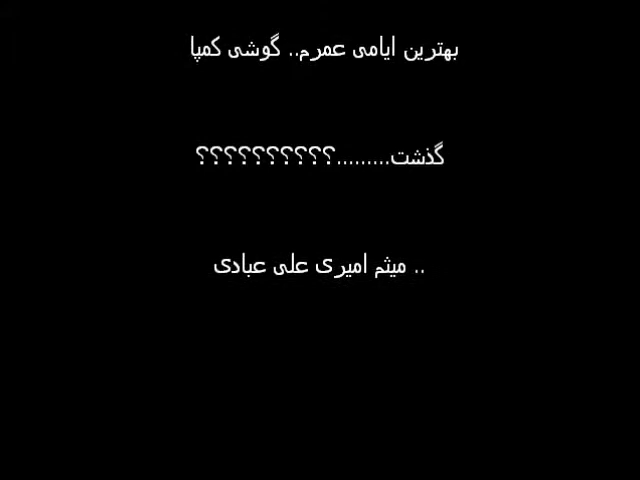 بهترین ایامی عمرم.. گوشی کمپا
گذشت.........؟؟؟؟؟؟؟؟؟؟
.. میثم امیری علی عبادی